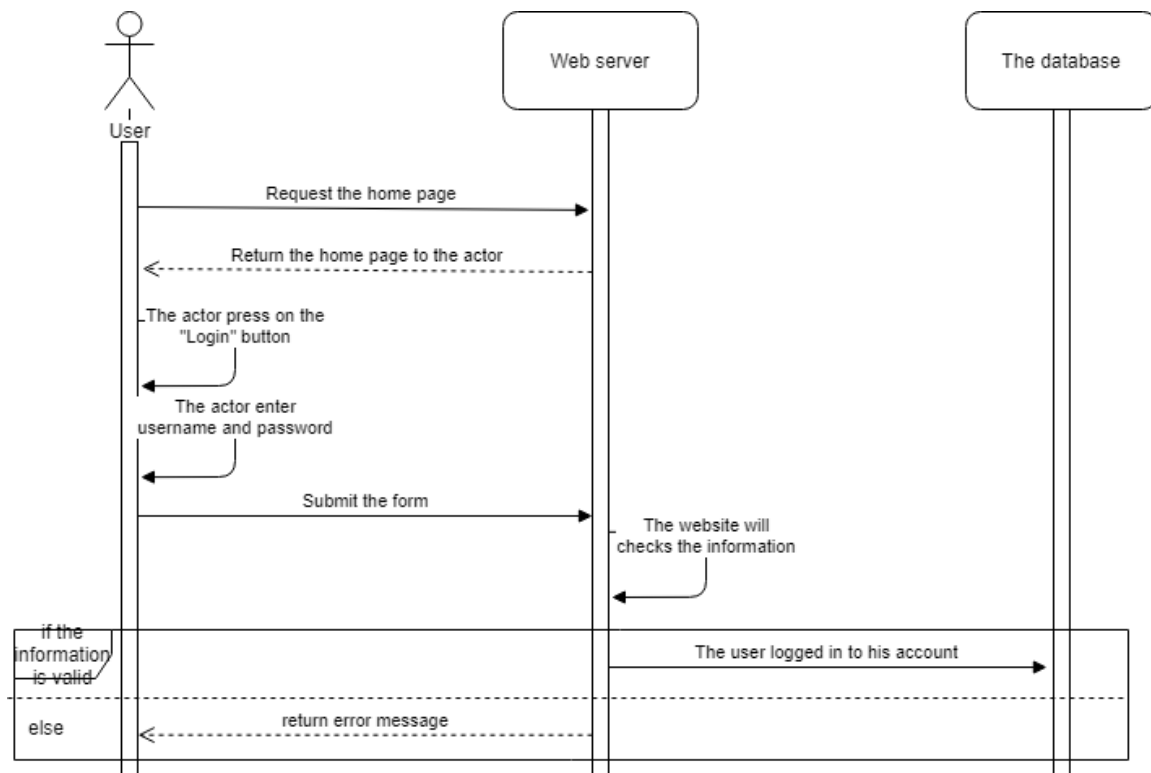 User
Web server
The database
Request the home page
Return the home page to the actor
The actor press on the
"Login" button
The actor enter
username and password
Submit the form
The website will
checks the information
if the
information
is valid
The user logged in to his account
else
return error message